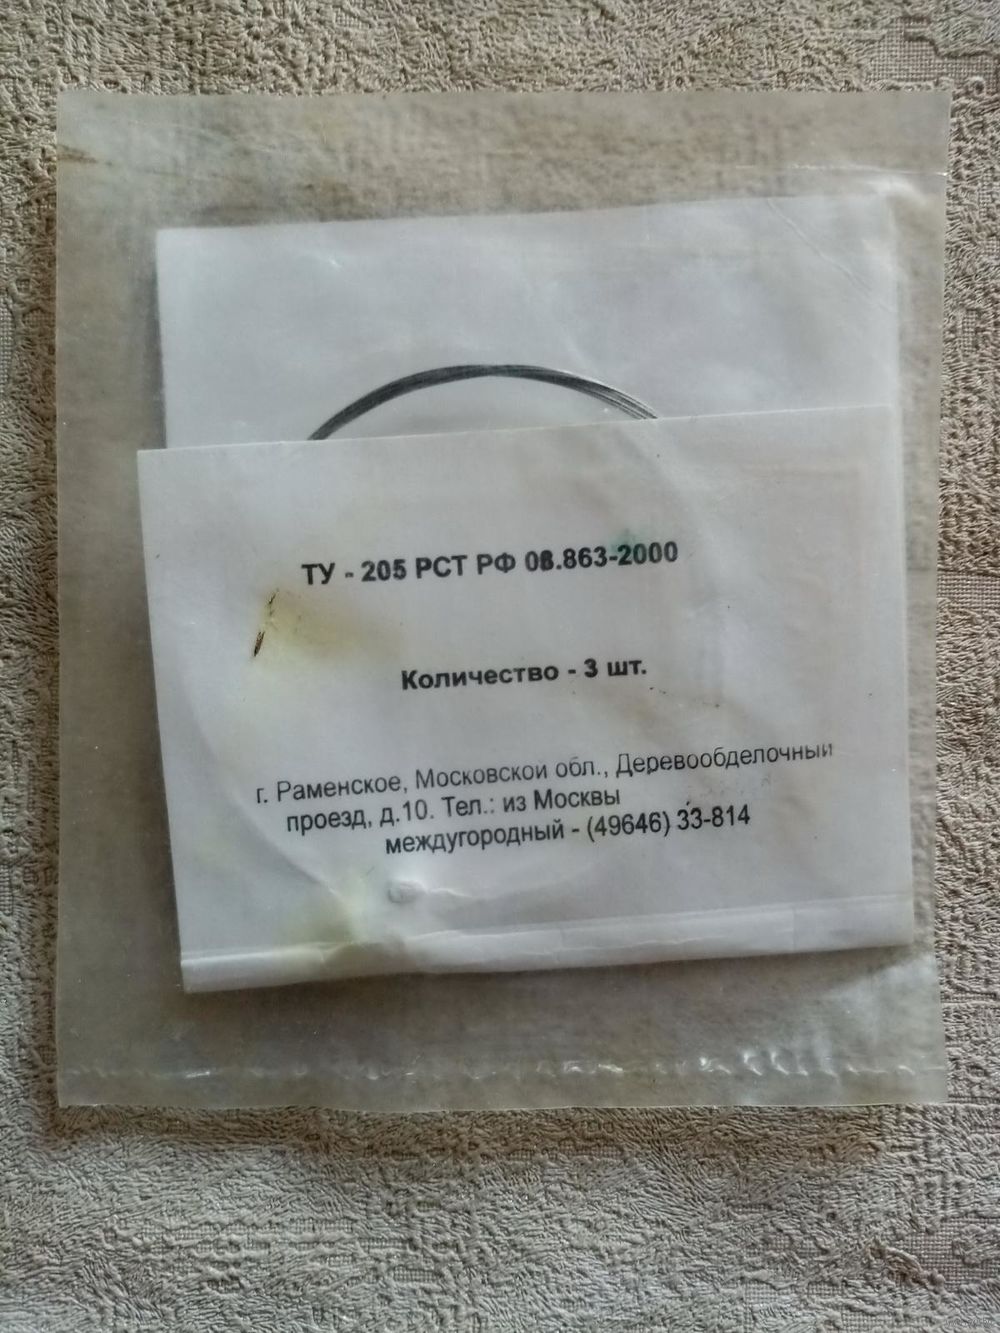 ТУ - 205 РСТ РФ 08.863-2000
Количество - 3 шт.
г. Раменское, Московской обл., Деревообделочный
проезд, д.10. Тел.: из Москвы
междугородный - (49646) 33-814